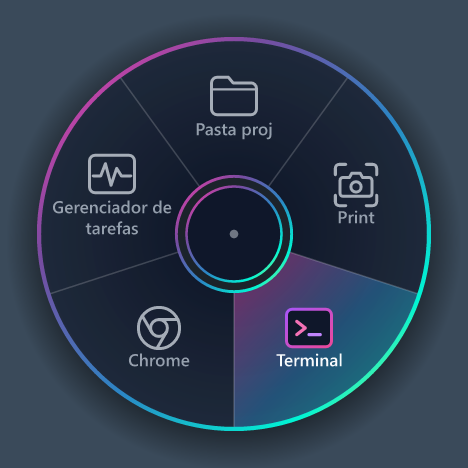 Pasta proj
Print
Gerenciador de
tarefas
Chrome
Terminal